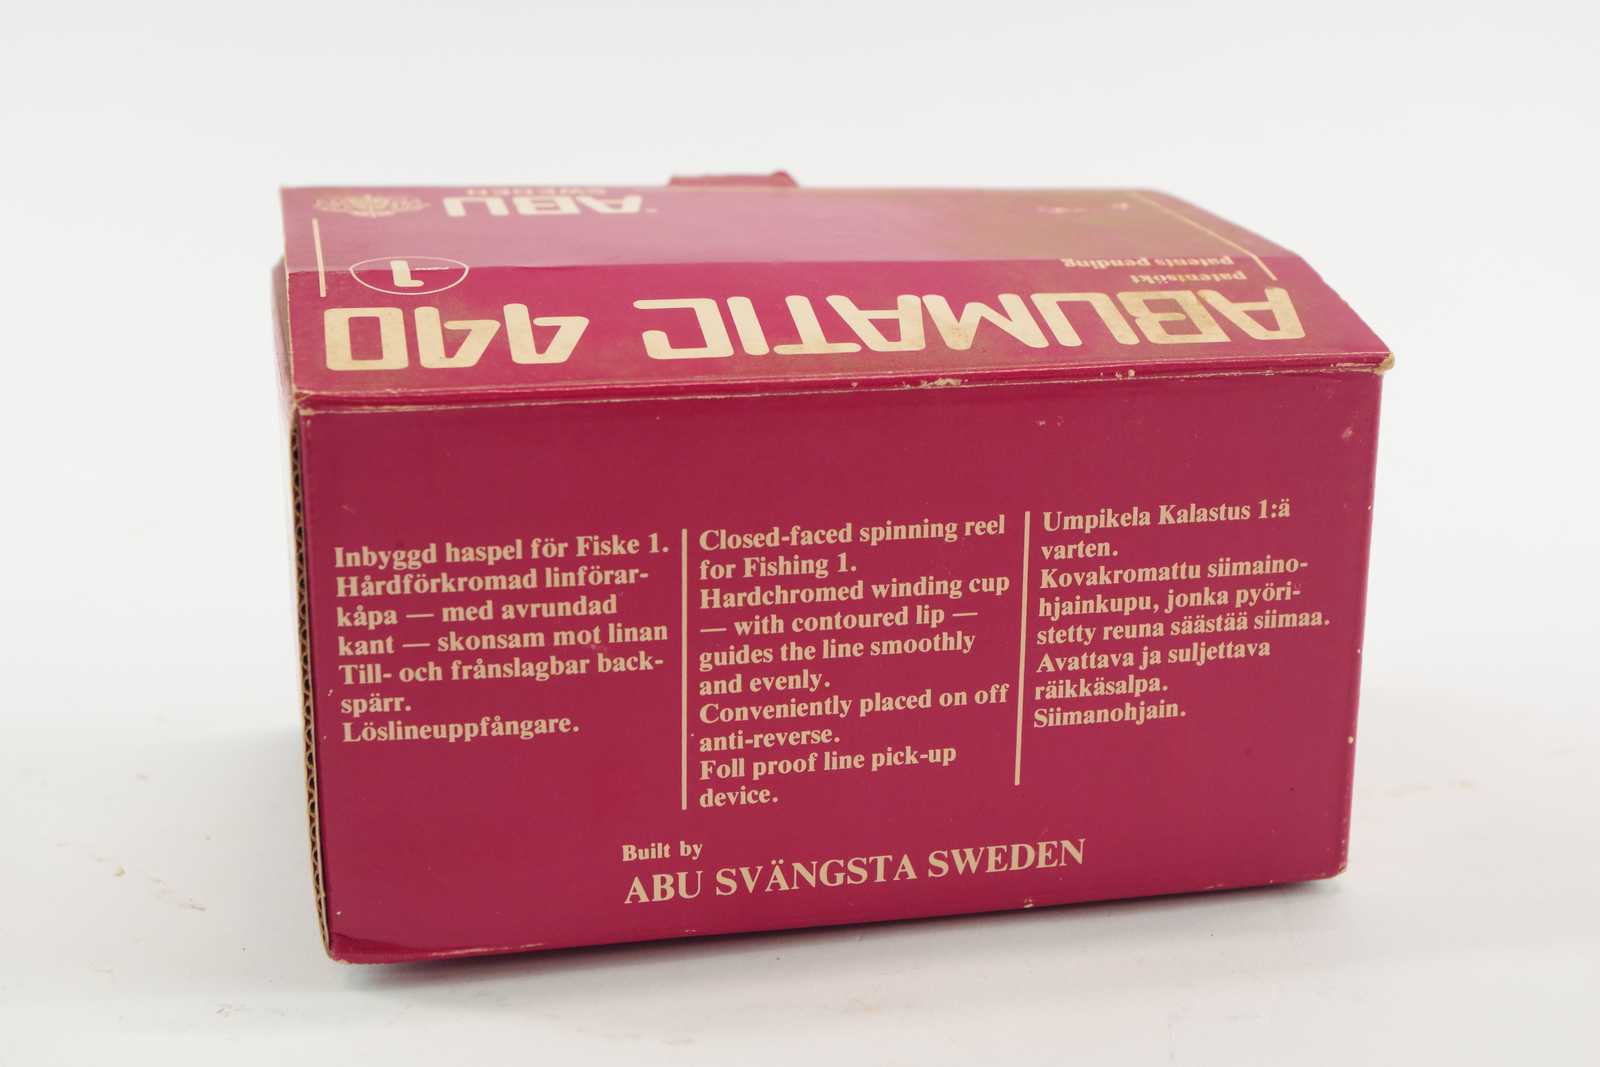 ABU
SWEDEN
1
patentsökt
patents pending
ABUMATIC 440
Inbyggd haspel för Fiske 1.
Hårdförkromad linförar-
kåpa — med avrundad
kant — skonsam mot linan
Till- och frånslagbar back-
spärr.
Löslineuppfångare.
Closed-faced spinning reel
for Fishing 1.
Hardchromed winding cup
— with contoured lip —
guides the line smoothly
and evenly.
Conveniently placed on off
anti-reverse.
Foll proof line pick-up
device.
Umpikela Kalastus 1:ä
varten.
Kovakromattu siimaino-
hjainkupu, jonka pyöri-
stetty reuna säästää siimaa.
Avattava ja suljettava
räikkäsalpa.
Siimanohjain.
Built by
ABU SVÄNGSTA SWEDEN